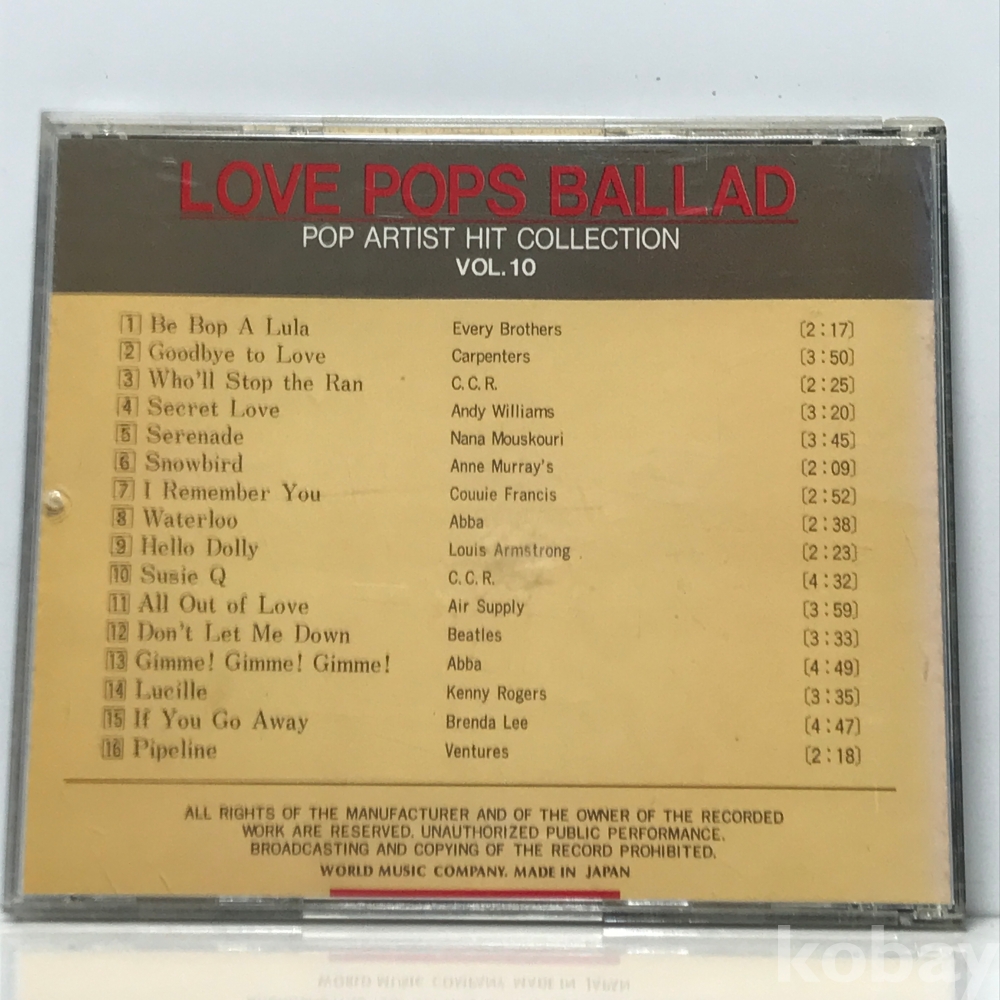 LOVE POPS BALLAD
POP ARTIST HIT COLLECTION
VOL.10
1 Be Bop A Lula Every Brothers (2:17)
2 Goodbye to Love Carpenters (3:50)
3 Who'll Stop the Ran C.C.R. (2:25)
4 Secret Love Andy Williams (3:20)
5 Serenade Nana Mouskouri (3:45)
6 Snowbird Anne Murray's (2:09)
7 I Remember You Couuie Francis (2:52)
8 Waterloo Abba (2:38)
9 Hello Dolly Louis Armstrong (2:23)
10 Susie Q C.C.R. (4:32)
11 All Out of Love Air Supply (3:59)
12 Don't Let Me Down Beatles (3:33)
13 Gimme! Gimme! Gimme! Abba (4:49)
14 Lucille Kenny Rogers (3:35)
15 If You Go Away Brenda Lee (4:47)
16 Pipeline Ventures (2:18)
ALL RIGHTS OF THE MANUFACTURER AND OF THE OWNER OF THE RECORDED
WORK ARE RESERVED. UNAUTHORIZED PUBLIC PERFORMANCE.
BROADCASTING AND COPYING OF THE RECORD PROHIBITED.
WORLD MUSIC COMPANY. MADE IN JAPAN
kobay
WORLD MUSIC COMPANY MADE IN JAPAN